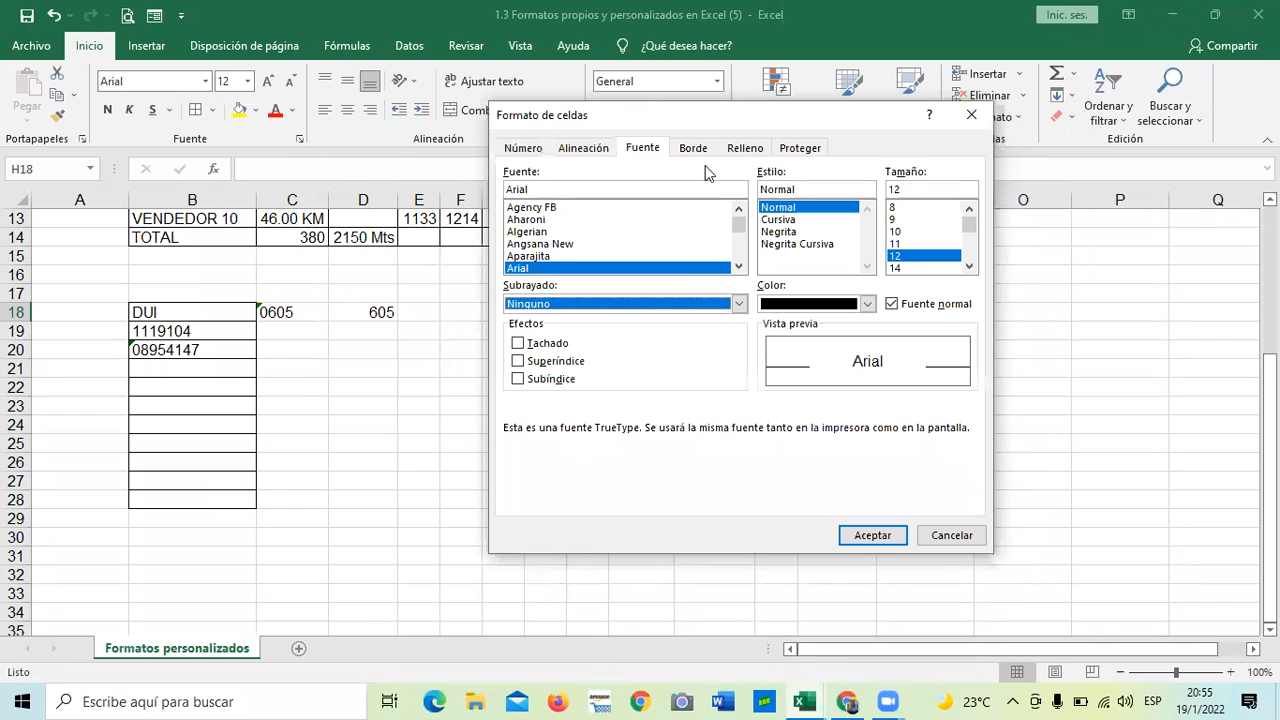 1.3 Formatos propios y personalizados en Excel (5) - Excel
Inic. ses.
Archivo Inicio Insertar Disposición de página Fórmulas Datos Revisar Vista Ayuda ¿Qué desea hacer? Compartir
Pegar
Arial 12
N K S
Ajustar texto
Comb
General
Insertar
Ordenar y filtrar
Buscar y seleccionar
Portapapeles Fuente Alineación
H18
fx
Formato de celdas
?
Número Alineación Fuente Borde Relleno Proteger
Fuente: Estilo: Tamaño:
Arial Normal 12
Agency FB
Aharoni
Algerian
Angsana New
Aparajita
Arial
Normal
Cursiva
Negrita
Negrita Cursiva
8
9
10
11
12
14
Subrayado: Color:
Ninguno
Fuente normal
Efectos
Tachado
Superíndice
Subíndice
Vista previa
Arial
Esta es una fuente TrueType. Se usará la misma fuente tanto en la impresora como en la pantalla.
Aceptar Cancelar
A B C D E F O P Q
13 VENDEDOR 10 46.00 KM 1133 1214
14 TOTAL 380 2150 Mts
15
16
17
18 DUI 0605 605
19 1119104
20 08954147
21
22
23
24
25
26
27
28
29
30
31
32
33
34
35
Formatos personalizados
Listo
100%
Escribe aquí para buscar
23°C
ESP
20:55
19/1/2022